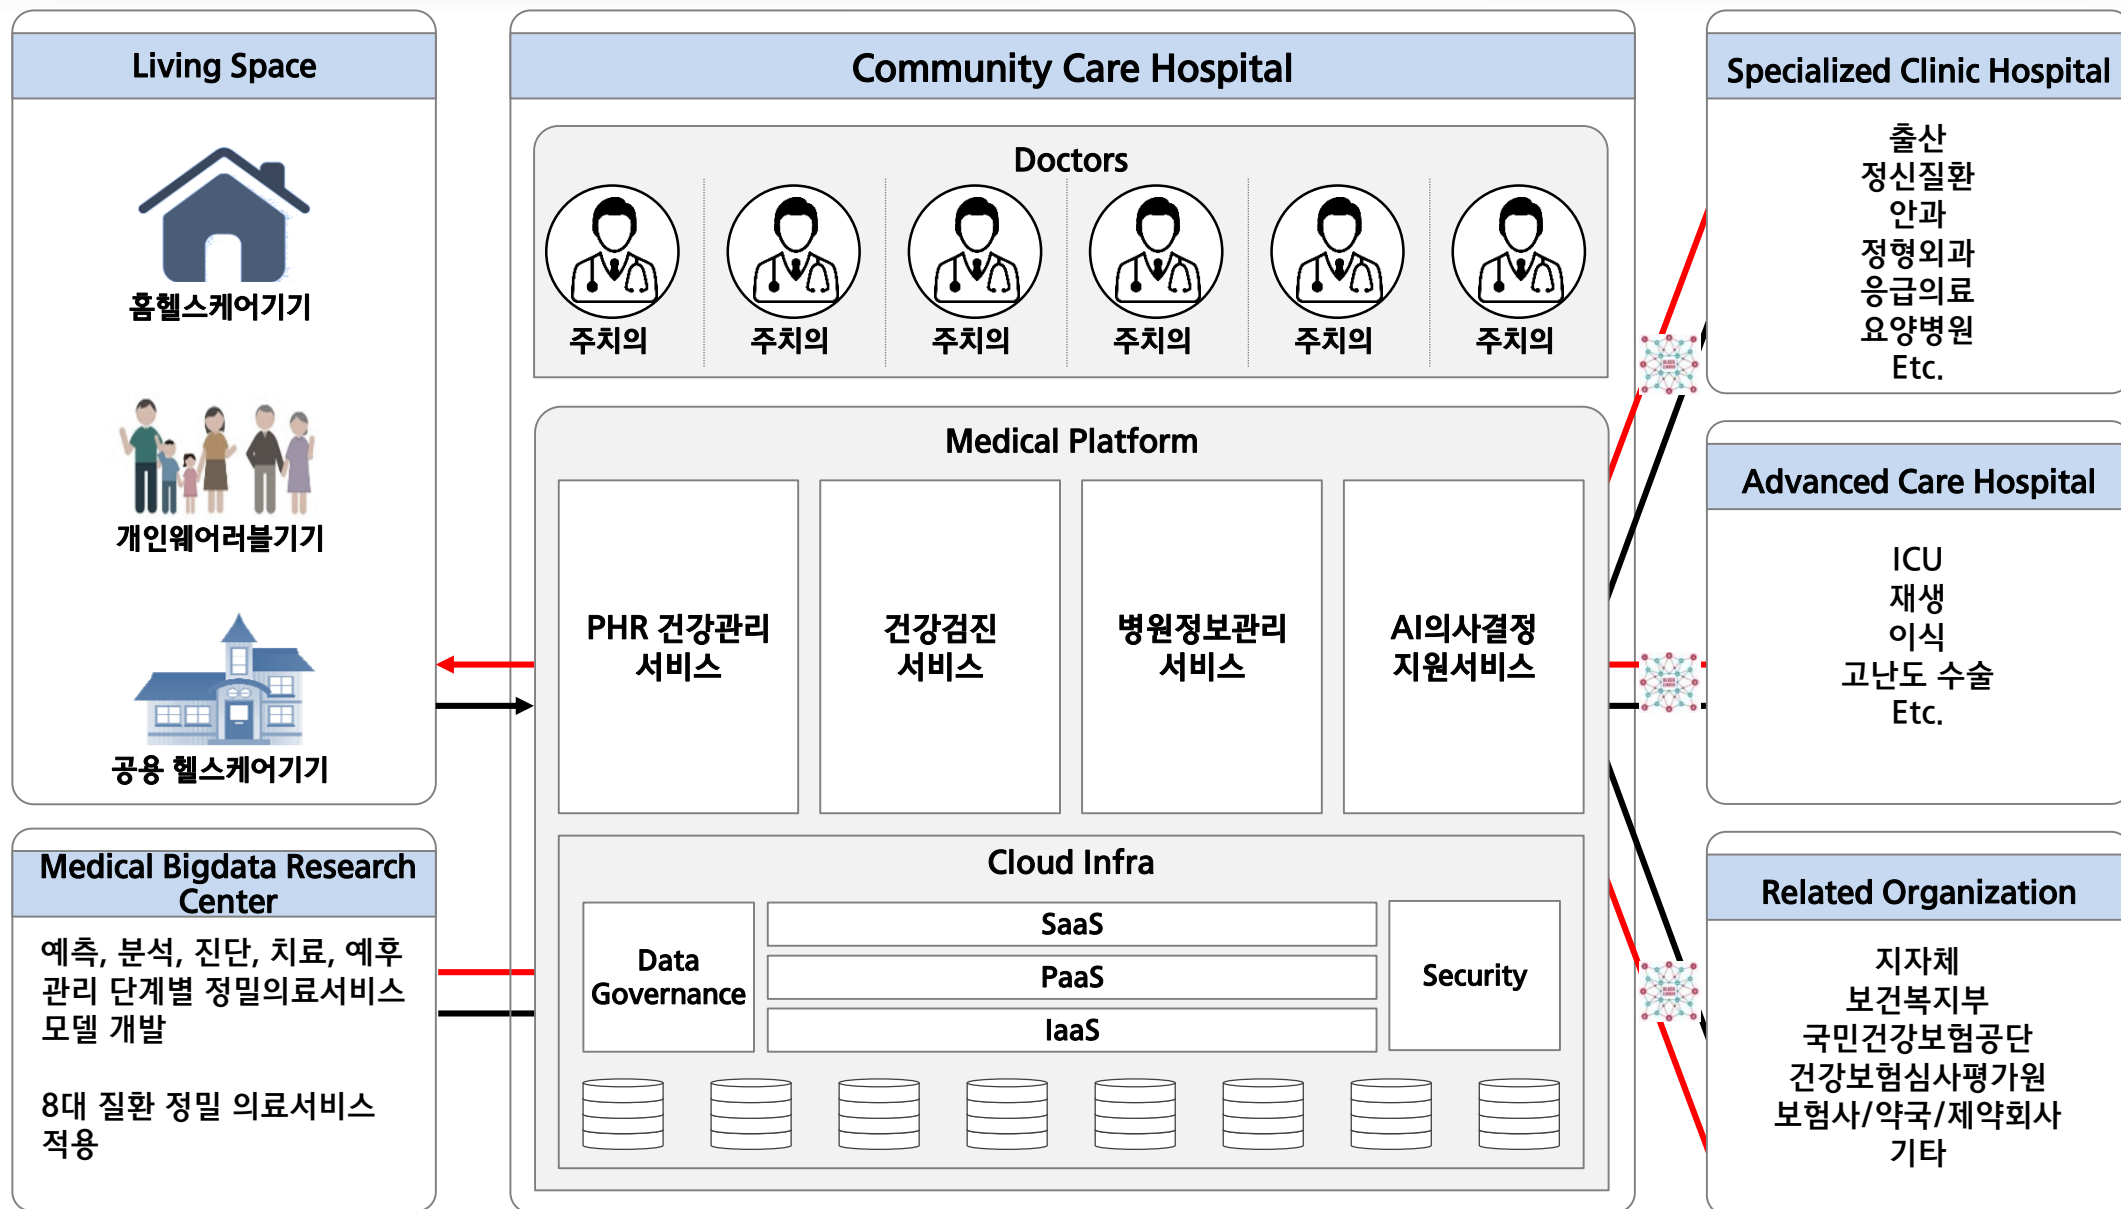 Living Space
홈헬스케어기기
개인웨어러블기기
공용 헬스케어기기
Medical Bigdata Research
Center
예측, 분석, 진단, 치료, 예후
관리 단계별 정밀의료서비스
모델 개발
8대 질환 정밀 의료서비스
적용
Community Care Hospital
Doctors
주치의
주치의
주치의
주치의
주치의
주치의
Medical Platform
PHR 건강관리
서비스
건강검진
서비스
병원정보관리
서비스
AI의사결정
지원서비스
Cloud Infra
Data
Governance
SaaS
PaaS
IaaS
Security
Specialized Clinic Hospital
출산
정신질환
안과
정형외과
응급의료
요양병원
Etc.
Advanced Care Hospital
ICU
재생
이식
고난도 수술
Etc.
Related Organization
지자체
보건복지부
국민건강보험공단
건강보험심사평가원
보험사/약국/제약회사
기타